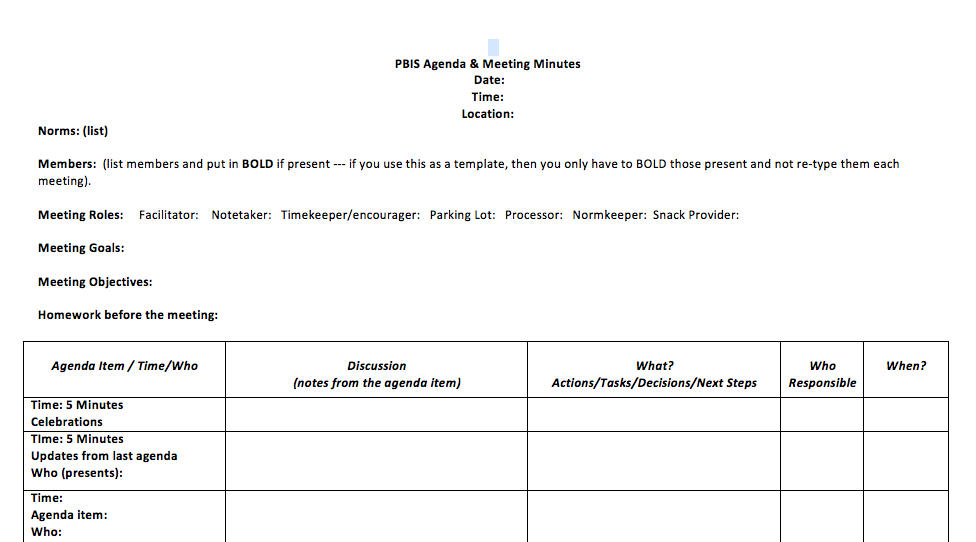 PBIS Agenda & Meeting Minutes
Date:
Time:
Location:
Norms: (list)
Members: (list members and put in BOLD if present --- if you use this as a template, then you only have to BOLD those present and not re-type them each
meeting).
Meeting Roles: Facilitator: Notetaker: Timekeeper/encourager: Parking Lot: Processor: Normkeeper: Snack Provider:
Meeting Goals:
Meeting Objectives:
Homework before the meeting:
Agenda Item / Time/Who
Discussion
(notes from the agenda item)
What?
Actions/Tasks/Decisions/Next Steps
Who
Responsible
When?
Time: 5 Minutes
Celebrations
TIme: 5 Minutes
Updates from last agenda
Who (presents):
Time:
Agenda item:
Who: